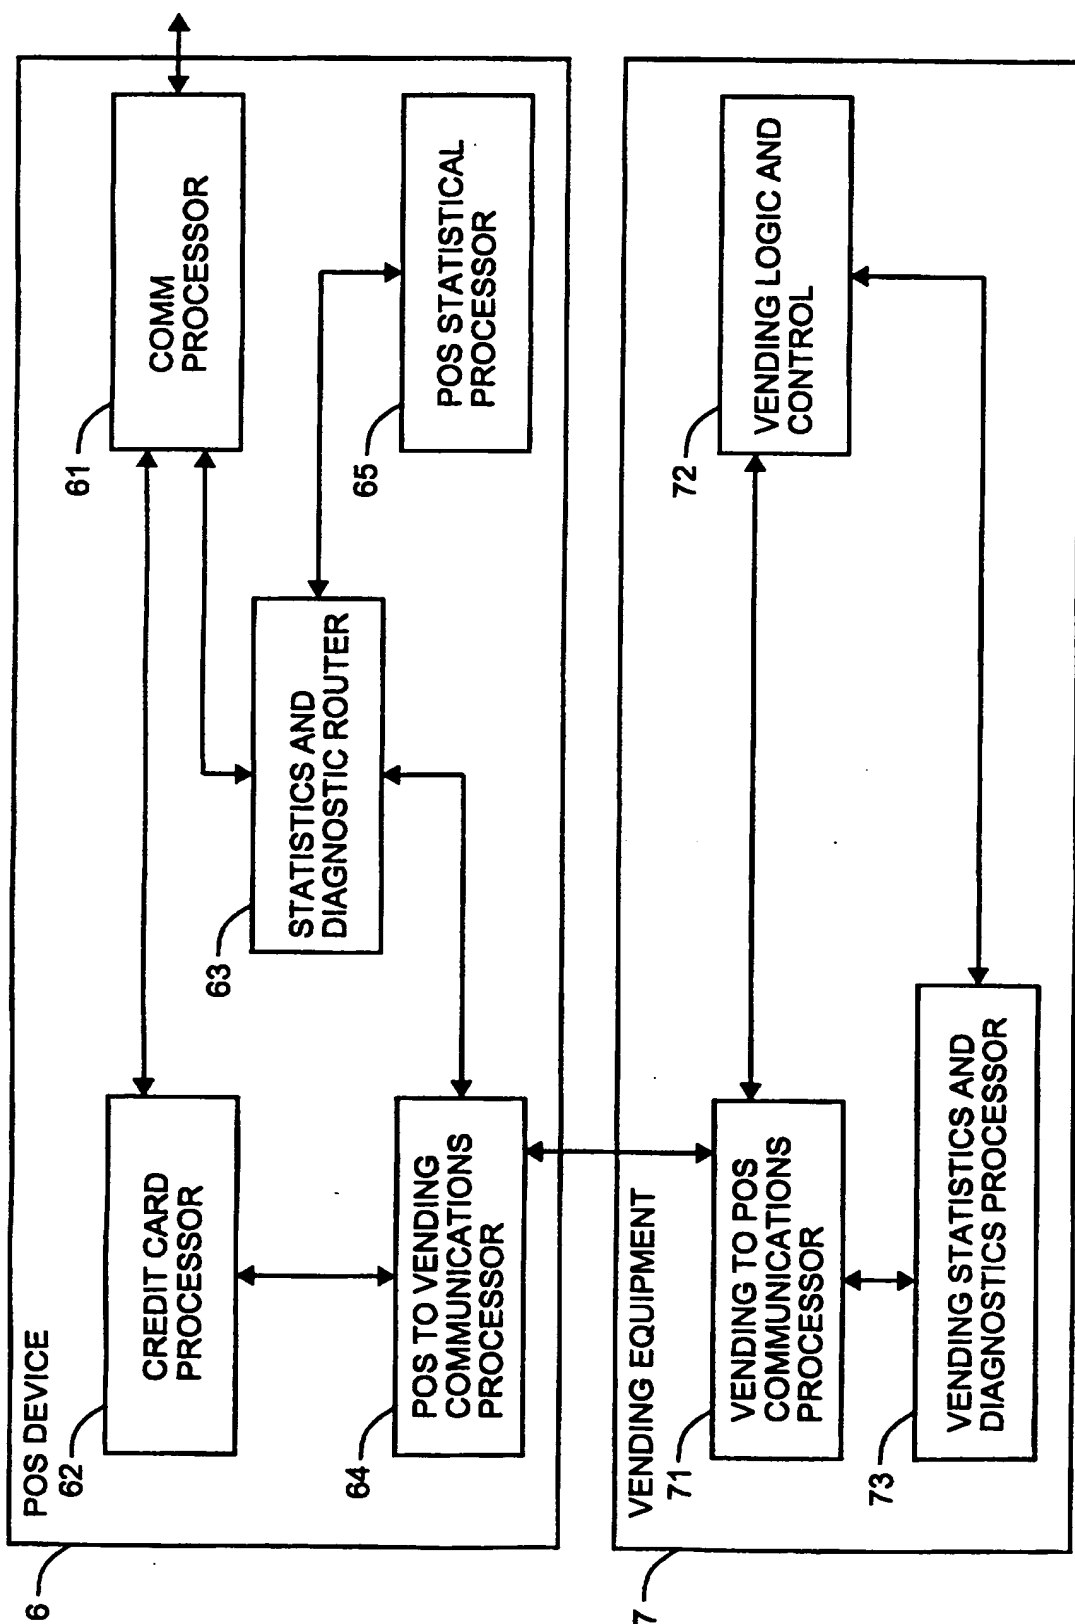 6
POS DEVICE
62
CREDIT CARD
PROCESSOR
61
COMM
PROCESSOR
63
STATISTICS AND
DIAGNOSTIC ROUTER
64
POS TO VENDING
COMMUNICATIONS
PROCESSOR
65
POS STATISTICAL
PROCESSOR
7
VENDING EQUIPMENT
71
VENDING TO POS
COMMUNICATIONS
PROCESSOR
72
VENDING LOGIC AND
CONTROL
73
VENDING STATISTICS AND
DIAGNOSTICS PROCESSOR